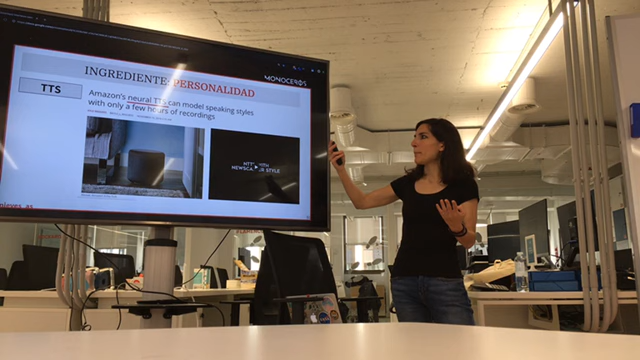 INGREDIENTE: PERSONALIDAD
MONOCEROS
TTS
Amazon's neural TTS can model speaking styles
with only a few hours of recordings